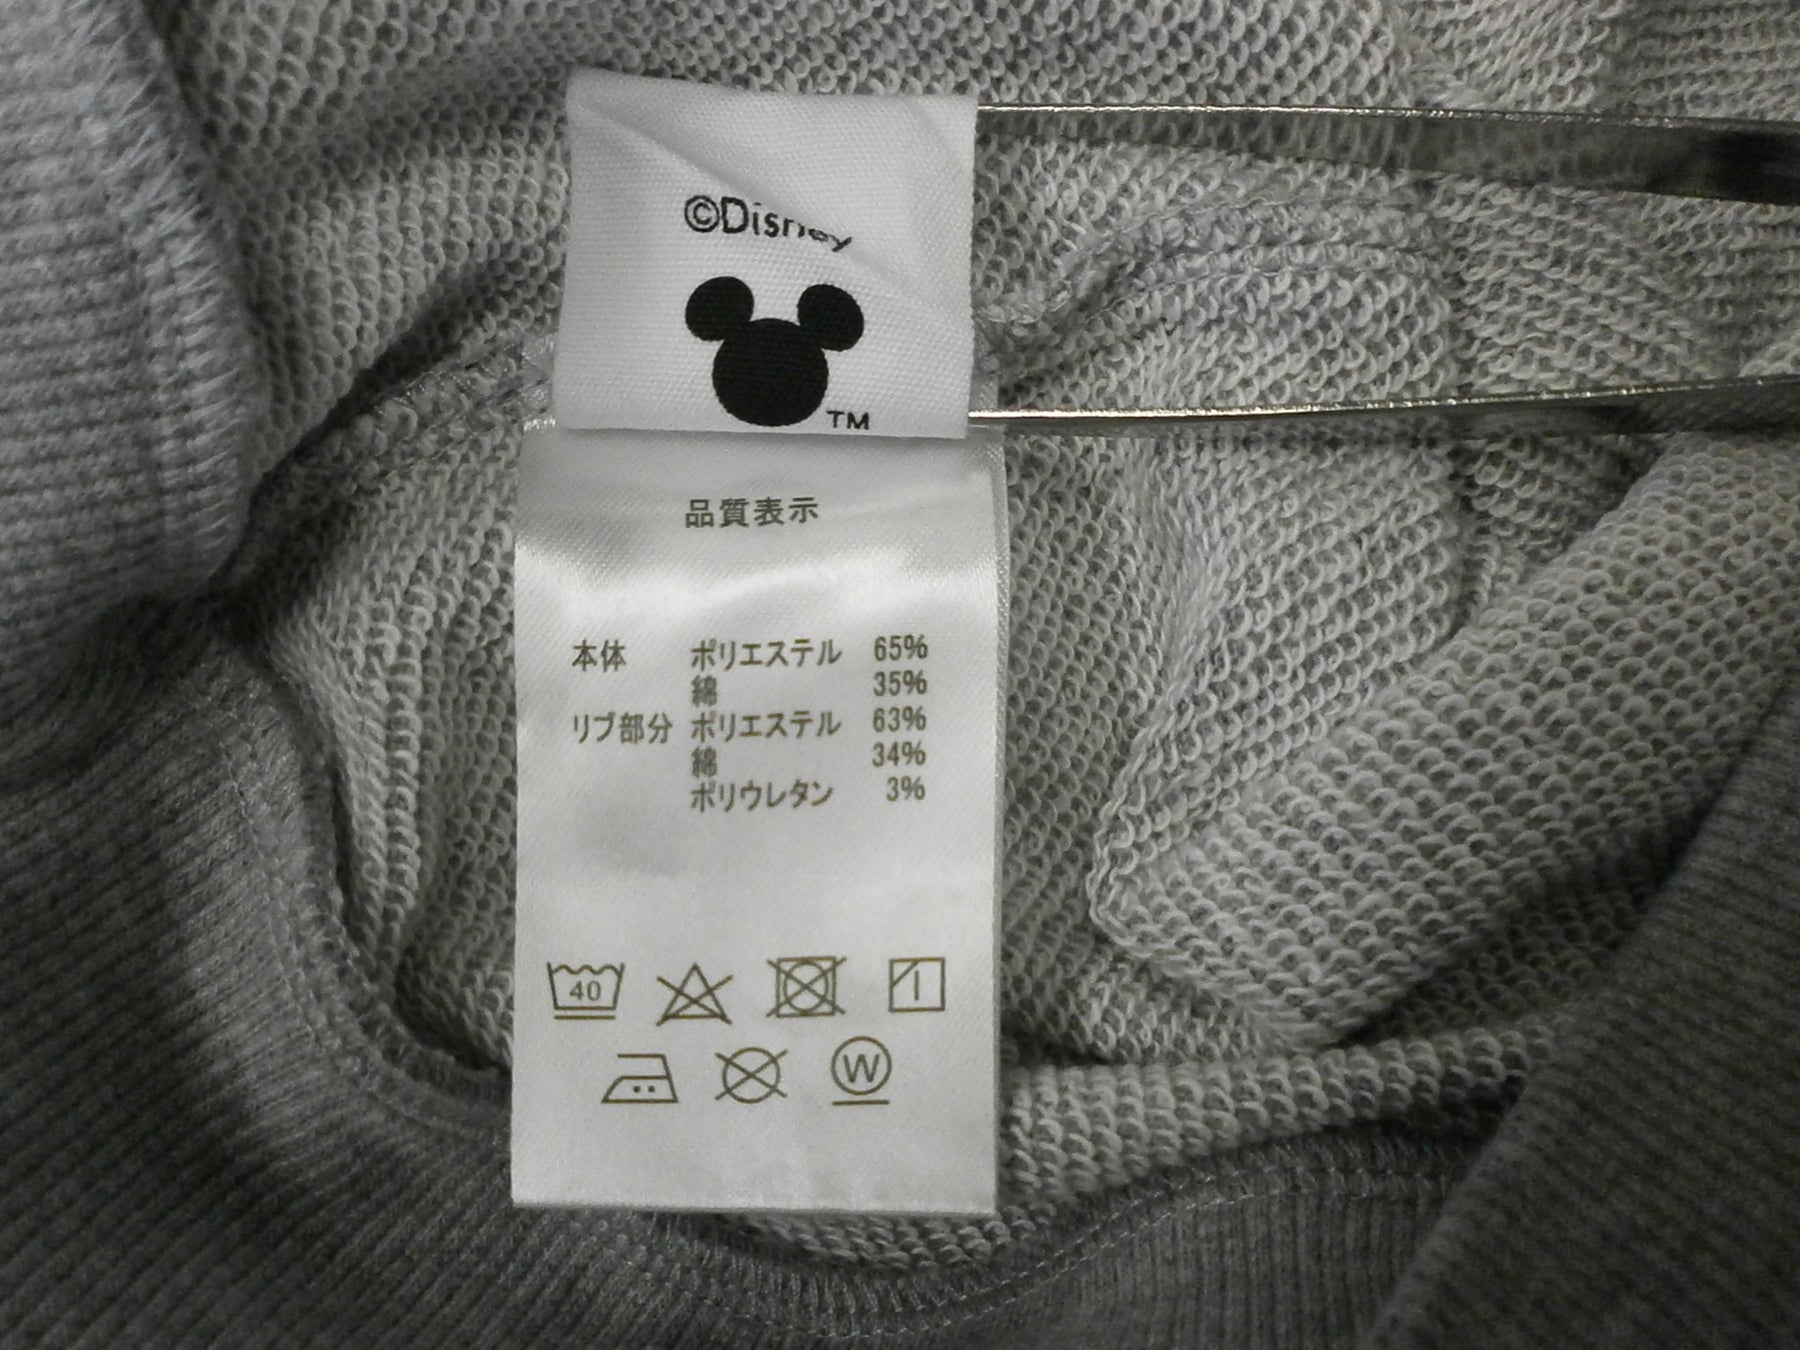 ©Disney
TM
品質表示
本体 ポリエステル 65%
綿 35%
リブ部分 ポリエステル 63%
綿 34%
ポリウレタン 3%
40
W